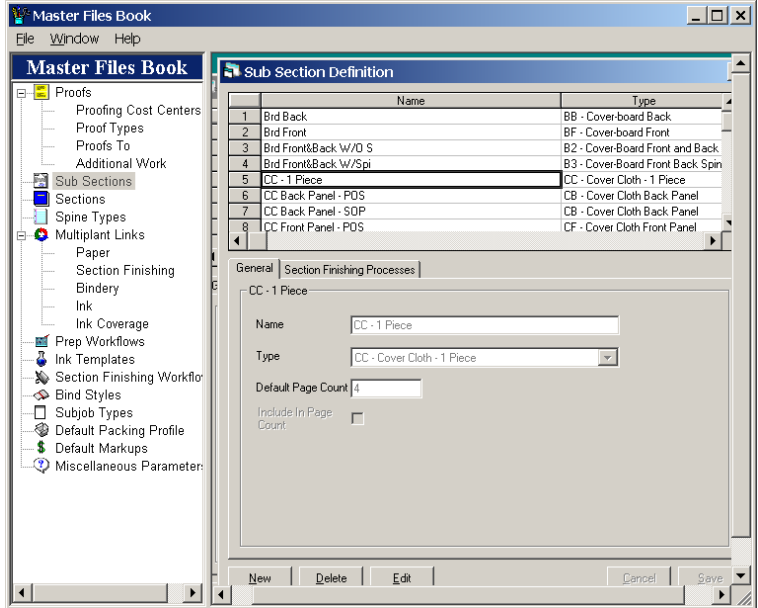 Master Files Book
File Window Help
Master Files Book
Proofs
Proofing Cost Centers
Proof Types
Proofs To
Additional Work
Sub Sections
Sections
Spine Types
Multiplant Links
Paper
Section Finishing
Bindery
Ink
Ink Coverage
Prep Workflows
Ink Templates
Section Finishing Workflo
Bind Styles
Subjob Types
Default Packing Profile
Default Markups
Miscellaneous Parameter
Sub Section Definition
Name Type
1 Brd Back BB - Cover-board Back
2 Brd Front BF - Cover-board Front
3 Brd Front&Back W/O S B2 - Cover-Board Front and Back
4 Brd Front&Back W/Spi B3 - Cover-Board Front Back Spin
5 CC - 1 Piece CC - Cover Cloth - 1 Piece
6 CC Back Panel - POS CB - Cover Cloth Back Panel
7 CC Back Panel - SOP CB - Cover Cloth Back Panel
8 CC Front Panel - POS CF - Cover Cloth Front Panel
General Section Finishing Processes
CC - 1 Piece
Name CC - 1 Piece
Type CC - Cover Cloth - 1 Piece
Default Page Count 4
Include In Page
Count
New Delete Edit Cancel Save